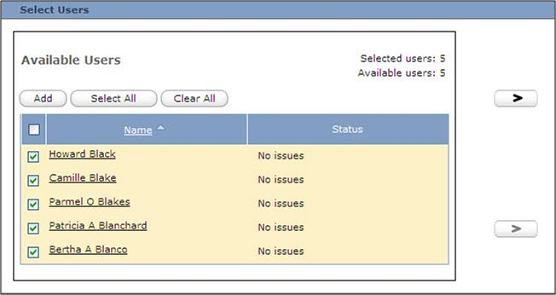 Select Users
Available Users
Selected users: 5
Available users: 5
Add Select All Clear All
>
Name Status
Howard Black No issues
Camille Blake No issues
Parmel O Blakes No issues
Patricia A Blanchard No issues
Bertha A Blanco No issues
>